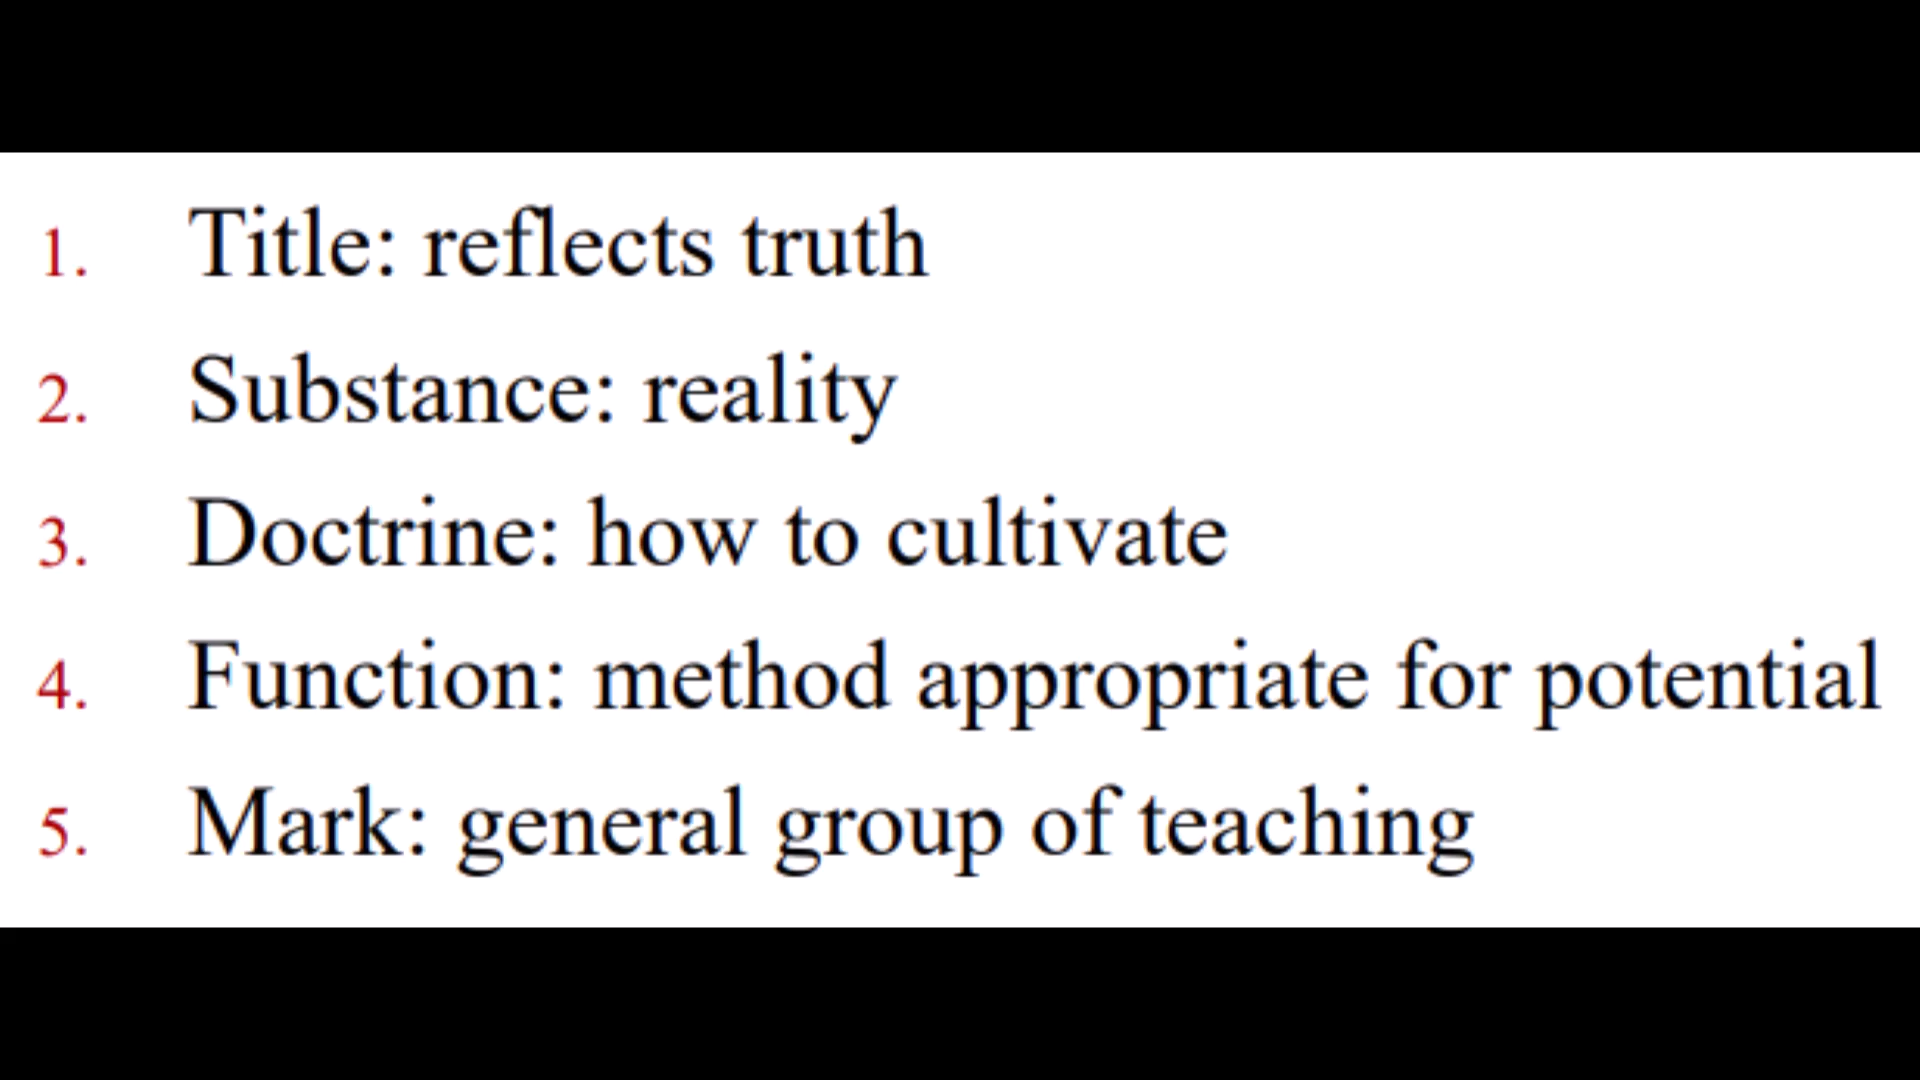 1. Title: reflects truth
2. Substance: reality
3. Doctrine: how to cultivate
4. Function: method appropriate for potential
5. Mark: general group of teaching